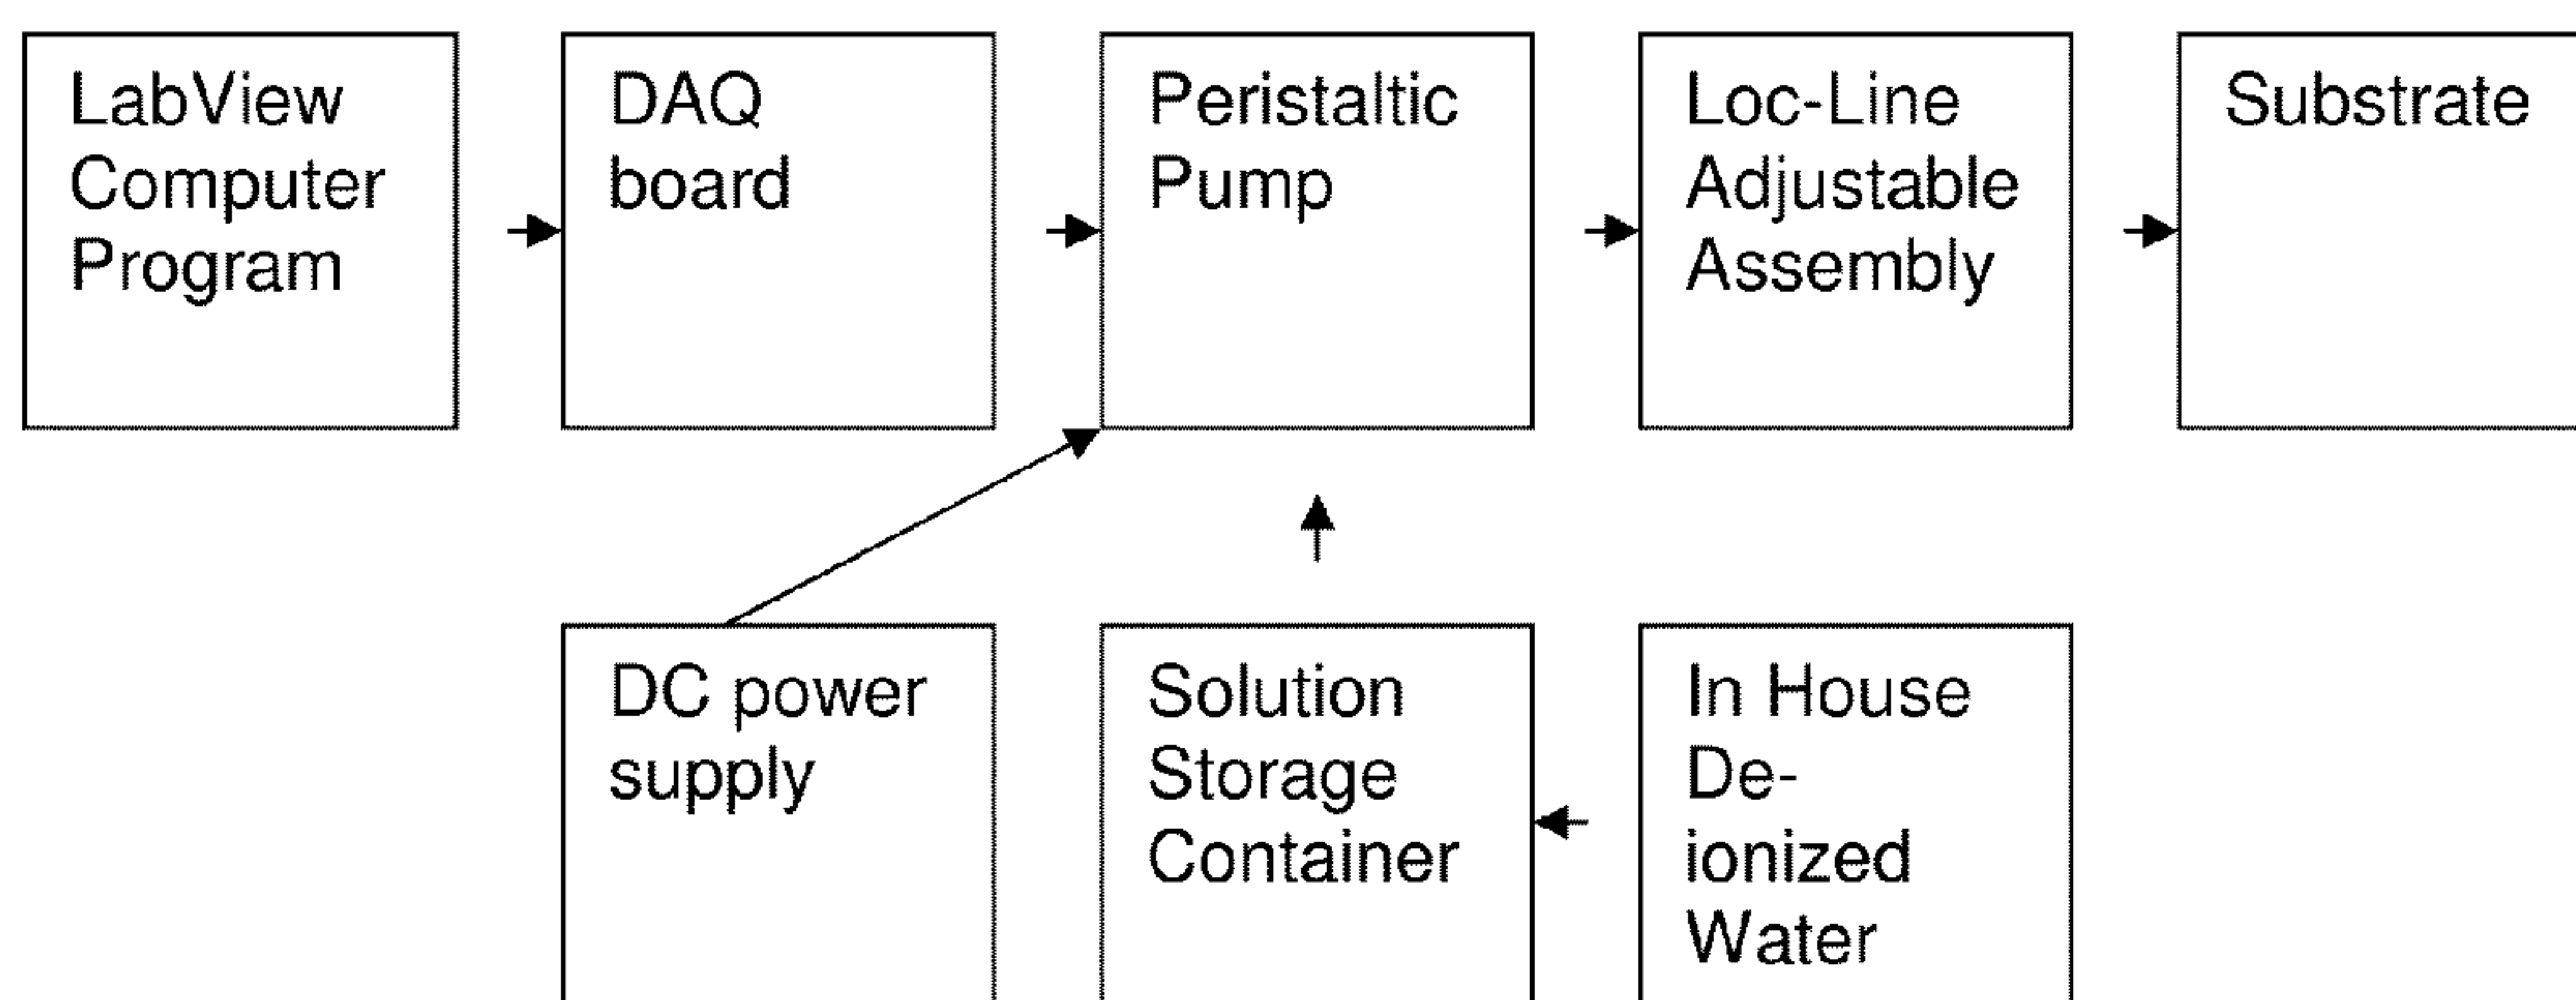 LabView
Computer
Program
DAQ
board
Peristaltic
Pump
Loc-Line
Adjustable
Assembly
Substrate
DC power
supply
Solution
Storage
Container
In House
De-
ionized
Water